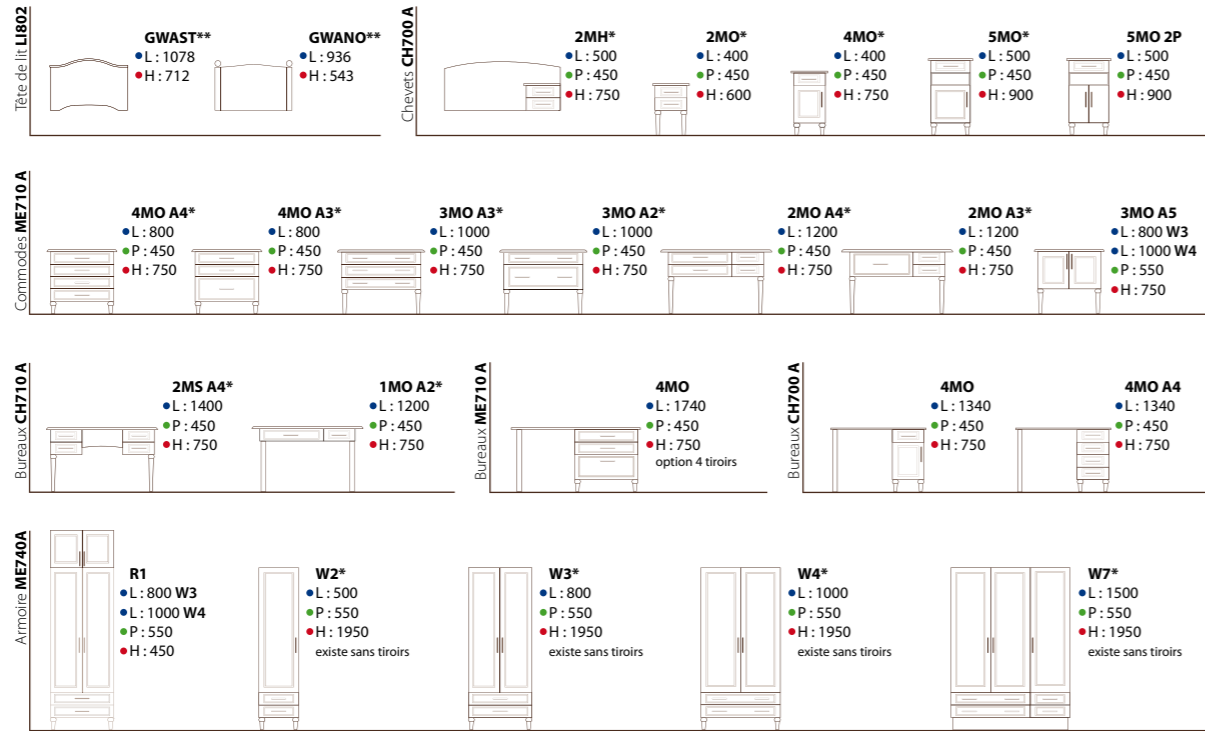 Tête de lit LI802
GWAST**
L : 1078
H : 712
GWANO**
L : 936
H : 543
Chevets CH700 A
2MH*
L : 500
P : 450
H : 750
2MO*
L : 400
P : 450
H : 600
4MO*
L : 400
P : 450
H : 750
5MO*
L : 500
P : 450
H : 900
5MO 2P
L : 500
P : 450
H : 900
Commodes ME710 A
4MO A4*
L : 800
P : 450
H : 750
4MO A3*
L : 800
P : 450
H : 750
3MO A3*
L : 1000
P : 450
H : 750
3MO A2*
L : 1000
P : 450
H : 750
2MO A4*
L : 1200
P : 450
H : 750
2MO A3*
L : 1200
P : 450
H : 750
3MO A5
L : 800 W3
L : 1000 W4
P : 550
H : 750
Bureaux CH710 A
2MS A4*
L : 1400
P : 450
H : 750
1MO A2*
L : 1200
P : 450
H : 750
Bureaux ME710 A
4MO
L : 1740
P : 450
H : 750
option 4 tiroirs
Bureaux CH700 A
4MO
L : 1340
P : 450
H : 750
4MO A4
L : 1340
P : 450
H : 750
Armoire ME740A
R1
L : 800 W3
L : 1000 W4
P : 550
H : 450
W2*
L : 500
P : 550
H : 1950
existe sans tiroirs
W3*
L : 800
P : 550
H : 1950
existe sans tiroirs
W4*
L : 1000
P : 550
H : 1950
existe sans tiroirs
W7*
L : 1500
P : 550
H : 1950
existe sans tiroirs